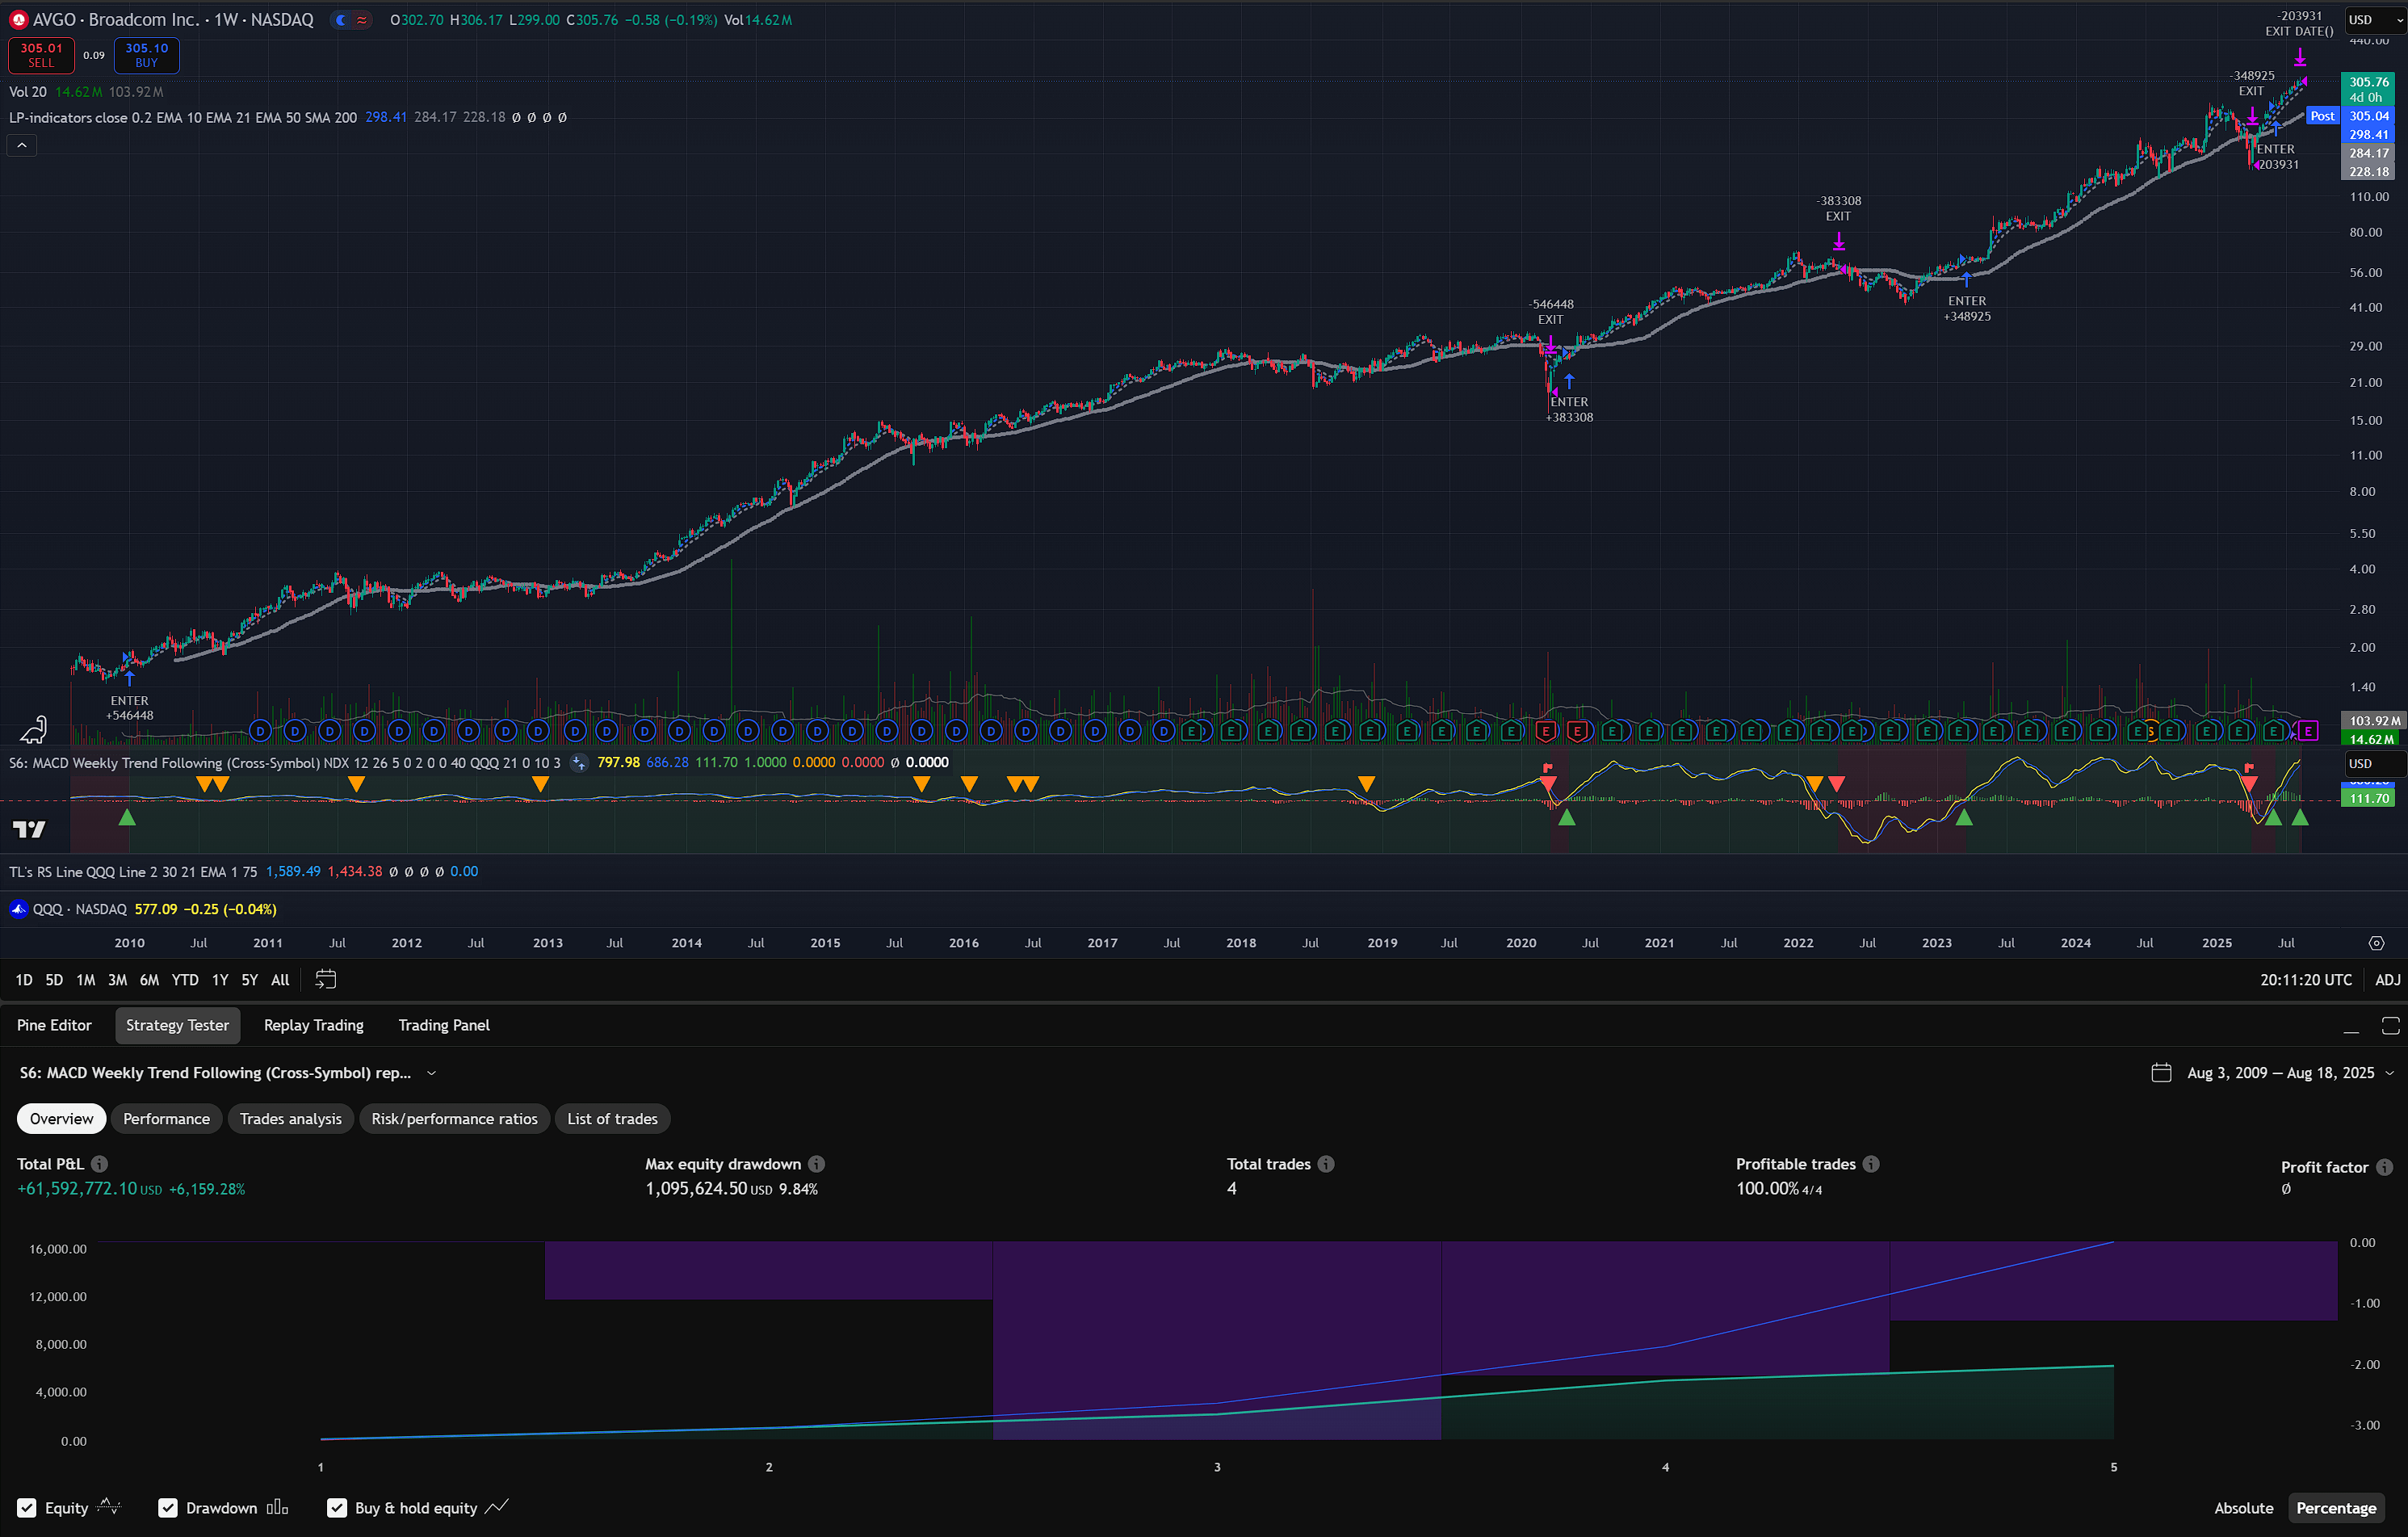 AVGO · Broadcom Inc. · 1W · NASDAQ O302.70 H306.17 L299.00 C305.76 −0.58 (−0.19%) Vol14.62M
305.01 SELL 0.09 305.10 BUY
Vol 20 14.62M 103.92M
LP-indicators close 0.2 EMA 10 EMA 21 EMA 50 SMA 200 298.41 284.17 228.18 Ø Ø Ø Ø
-203931
EXIT DATE()
-348925
EXIT
ENTER
+203931
-383308
EXIT
ENTER
+348925
-546448
EXIT
ENTER
+383308
ENTER
+546448
USD
440.00
305.76
4d 0h
Post 305.04
298.41
284.17
228.18
110.00
80.00
56.00
41.00
29.00
21.00
15.00
11.00
8.00
5.50
4.00
2.80
2.00
1.40
103.92M
14.62M
D D D D D D D D D D D D D D D D D D D D D D D D D D D E E E E E E E E E E E E E E E E E E E E E E E E E E E E E S E E E E E
S6: MACD Weekly Trend Following (Cross-Symbol) NDX 12 26 5 0 2 0 0 40 QQQ 21 0 10 3 797.98 686.28 111.70 1.0000 0.0000 0.0000 Ø 0.0000
USD
111.70
TL's RS Line QQQ Line 2 30 21 EMA 1 75 1,589.49 1,434.38 Ø Ø Ø Ø 0.00
QQQ · NASDAQ 577.09 −0.25 (−0.04%)
2010 Jul 2011 Jul 2012 Jul 2013 Jul 2014 Jul 2015 Jul 2016 Jul 2017 Jul 2018 Jul 2019 Jul 2020 Jul 2021 Jul 2022 Jul 2023 Jul 2024 Jul 2025 Jul
1D 5D 1M 3M 6M YTD 1Y 5Y All 20:11:20 UTC ADJ
Pine Editor Strategy Tester Replay Trading Trading Panel
S6: MACD Weekly Trend Following (Cross-Symbol) rep... Aug 3, 2009 — Aug 18, 2025
Overview Performance Trades analysis Risk/performance ratios List of trades
Total P&L Max equity drawdown Total trades Profitable trades Profit factor
+61,592,772.10 USD +6,159.28% 1,095,624.50 USD 9.84% 4 100.00% 4/4 Ø
16,000.00
12,000.00
8,000.00
4,000.00
0.00
0.00
-1.00
-2.00
-3.00
1 2 3 4 5
Equity Drawdown Buy & hold equity Absolute Percentage